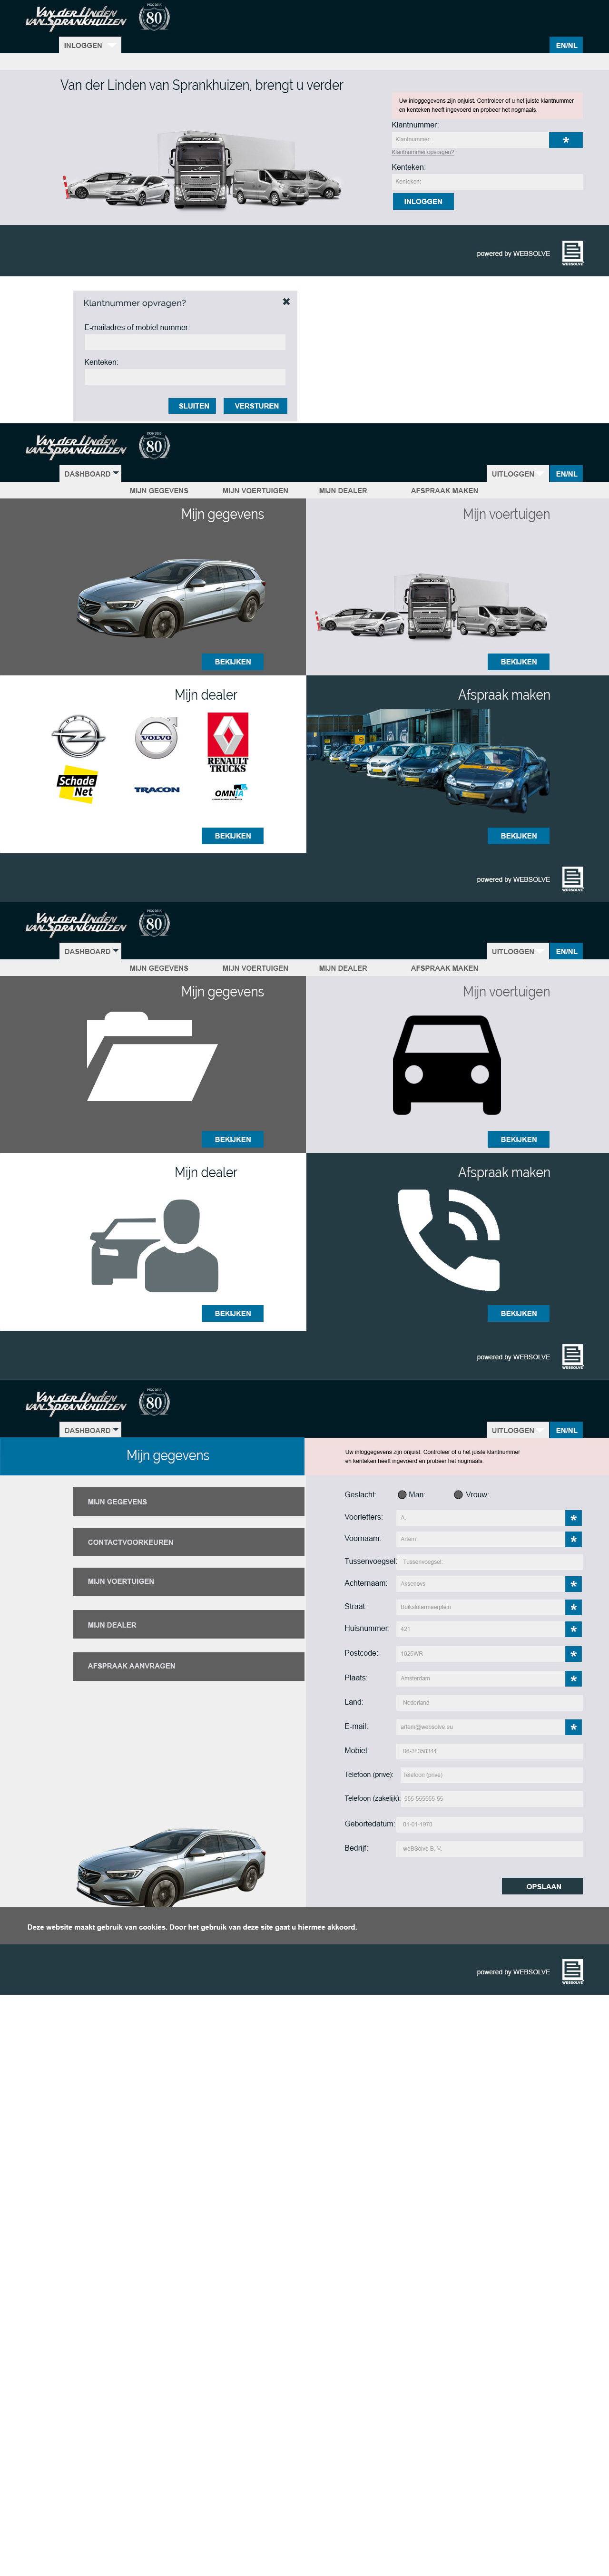 Van der Linden
van Sprankhuizen
80
INLOGGEN
EN/NL
Van der Linden van Sprankhuizen, brengt u verder
Uw inloggegevens zijn onjuist. Controleer of u het juiste klantnummer
en kenteken heeft ingevoerd en probeer het nogmaals.
Klantnummer:
Klantnummer:
*
Klantnummer opvragen?
Kenteken:
Kenteken:
INLOGGEN
powered by WEBSOLVE
WEBSOLVE
Klantnummer opvragen?
E-mailadres of mobiel nummer:
Kenteken:
SLUITEN
VERSTUREN
Van der Linden
van Sprankhuizen
80
DASHBOARD
UITLOGGEN
EN/NL
MIJN GEGEVENS
MIJN VOERTUIGEN
MIJN DEALER
AFSPRAAK MAKEN
Mijn gegevens
Mijn voertuigen
BEKIJKEN
BEKIJKEN
Mijn dealer
Afspraak maken
OPEL
VOLVO
RENAULT
TRUCKS
Schade
Net
TRACON
OMNIA
BEKIJKEN
BEKIJKEN
powered by WEBSOLVE
WEBSOLVE
Van der Linden
van Sprankhuizen
80
DASHBOARD
UITLOGGEN
EN/NL
MIJN GEGEVENS
MIJN VOERTUIGEN
MIJN DEALER
AFSPRAAK MAKEN
Mijn gegevens
Mijn voertuigen
BEKIJKEN
BEKIJKEN
Mijn dealer
Afspraak maken
BEKIJKEN
BEKIJKEN
powered by WEBSOLVE
WEBSOLVE
Van der Linden
van Sprankhuizen
80
DASHBOARD
UITLOGGEN
EN/NL
Mijn gegevens
Uw inloggegevens zijn onjuist. Controleer of u het juiste klantnummer
en kenteken heeft ingevoerd en probeer het nogmaals.
MIJN GEGEVENS
CONTACTVOORKEUREN
MIJN VOERTUIGEN
MIJN DEALER
AFSPRAAK AANVRAGEN
Geslacht: Man: Vrouw:
Voorletters: A. *
Voornaam: Artem *
Tussenvoegsel: Tussenvoegsel
Achternaam: Aksenovs *
Straat: Buikslotermeerplein *
Huisnummer: 421 *
Postcode: 1025WR *
Plaats: Amsterdam *
Land: Nederland
E-mail: artem@websolve.eu *
Mobiel: 06-38358344
Telefoon (prive): Telefoon (prive)
Telefoon (zakelijk): 555-555555-55
Gebortedatum: 01-01-1970
Bedrijf: weBSolve B. V.
OPSLAAN
Deze website maakt gebruik van cookies. Door het gebruik van deze site gaat u hiermee akkoord.
powered by WEBSOLVE
WEBSOLVE